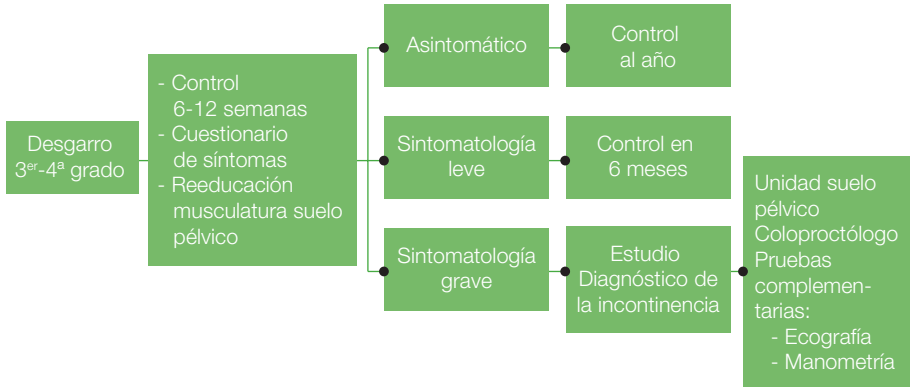 Desgarro
3er-4ª grado
- Control
6-12 semanas
- Cuestionario
de síntomas
- Reeducación
musculatura suelo
pélvico
Asintomático
Control
al año
Sintomatología
leve
Control en
6 meses
Sintomatología
grave
Estudio
Diagnóstico de
la incontinencia
Unidad suelo
pélvico
Coloproctólogo
Pruebas
complemen-
tarias:
- Ecografía
- Manometría